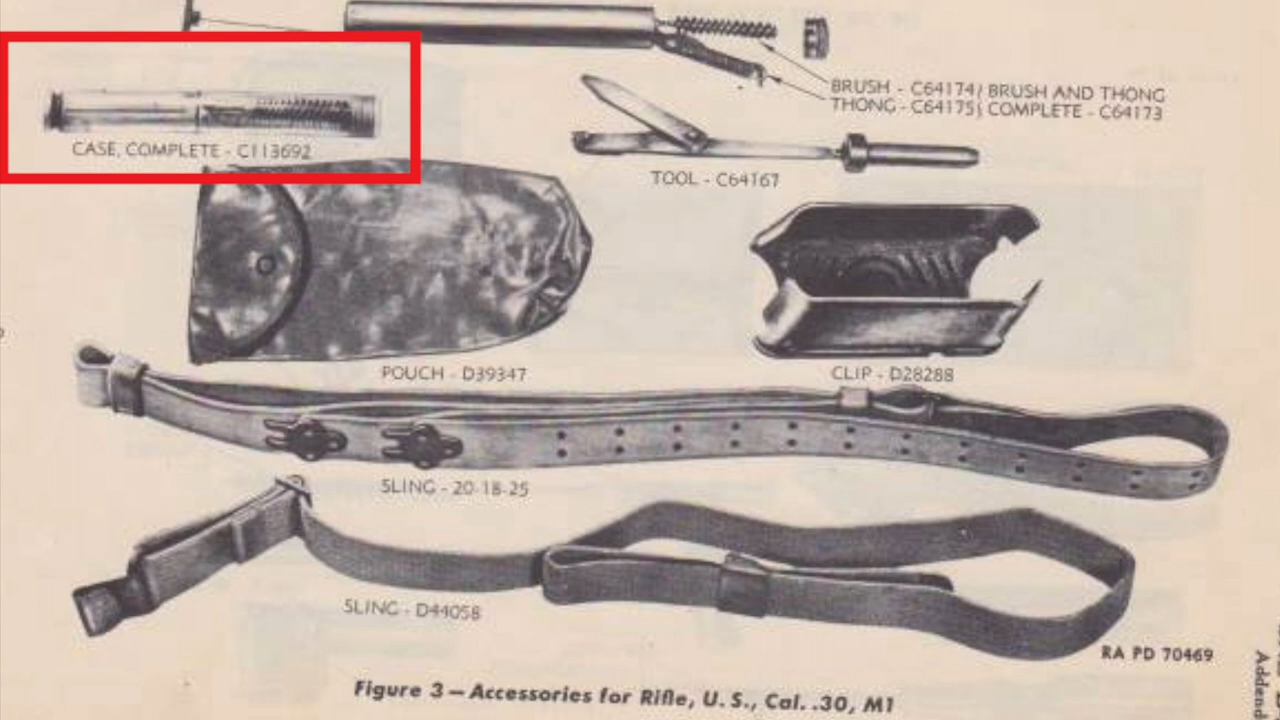 BRUSH - C64174 / BRUSH AND THONG
THONG - C64175 } COMPLETE - C64173
CASE, COMPLETE - C113692
TOOL - C64167
POUCH - D39347
CLIP - D28288
SLING - 20-18-25
SLING - D44058
RA PD 70469
Figure 3—Accessories for Rifle, U. S., Cal. .30, M1
Addend